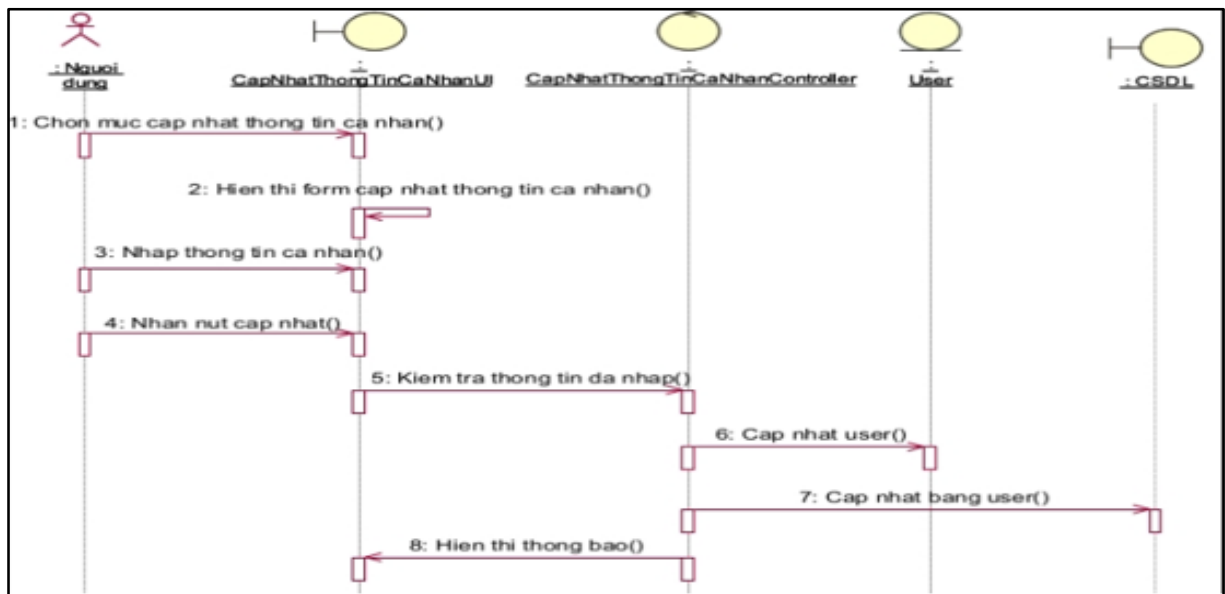 : Nguoi
dung
:
CapNhatThongTinCaNhanUI
:
CapNhatThongTinCaNhanController
:
User
: CSDL
1: Chon muc cap nhat thong tin ca nhan()
2: Hien thi form cap nhat thong tin ca nhan()
3: Nhap thong tin ca nhan()
4: Nhan nut cap nhat()
5: Kiem tra thong tin da nhap()
6: Cap nhat user()
7: Cap nhat bang user()
8: Hien thi thong bao()